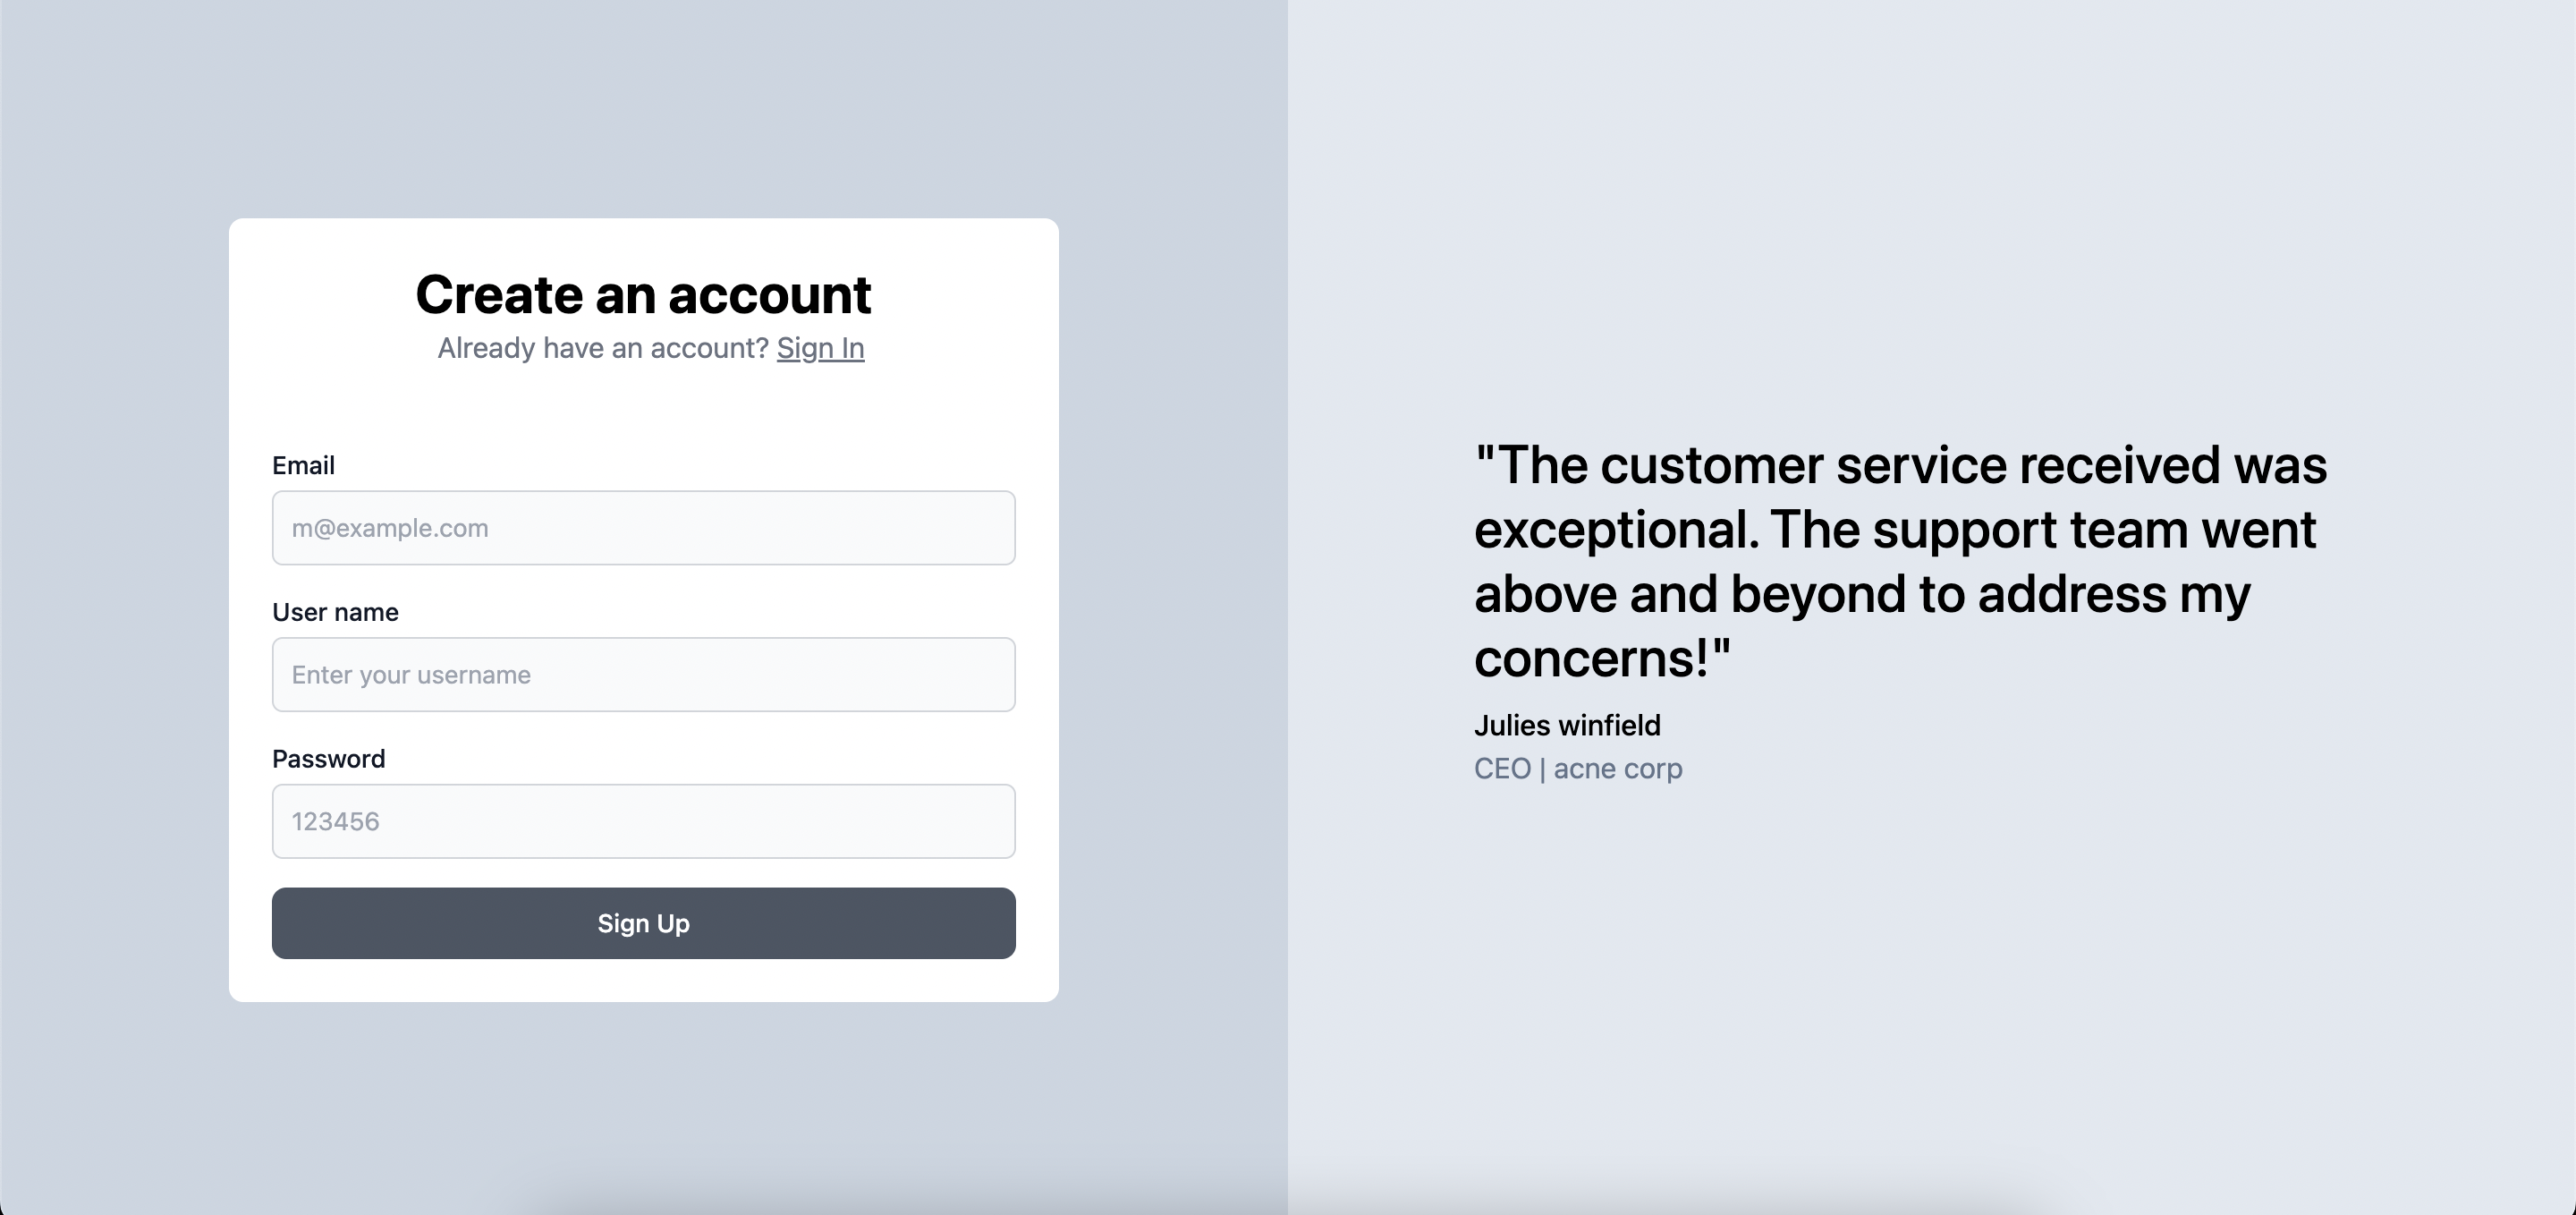 Create an account
Already have an account? Sign In
Email
m@example.com
User name
Enter your username
Password
123456
Sign Up
"The customer service received was
exceptional. The support team went
above and beyond to address my
concerns!"
Julies winfield
CEO | acne corp